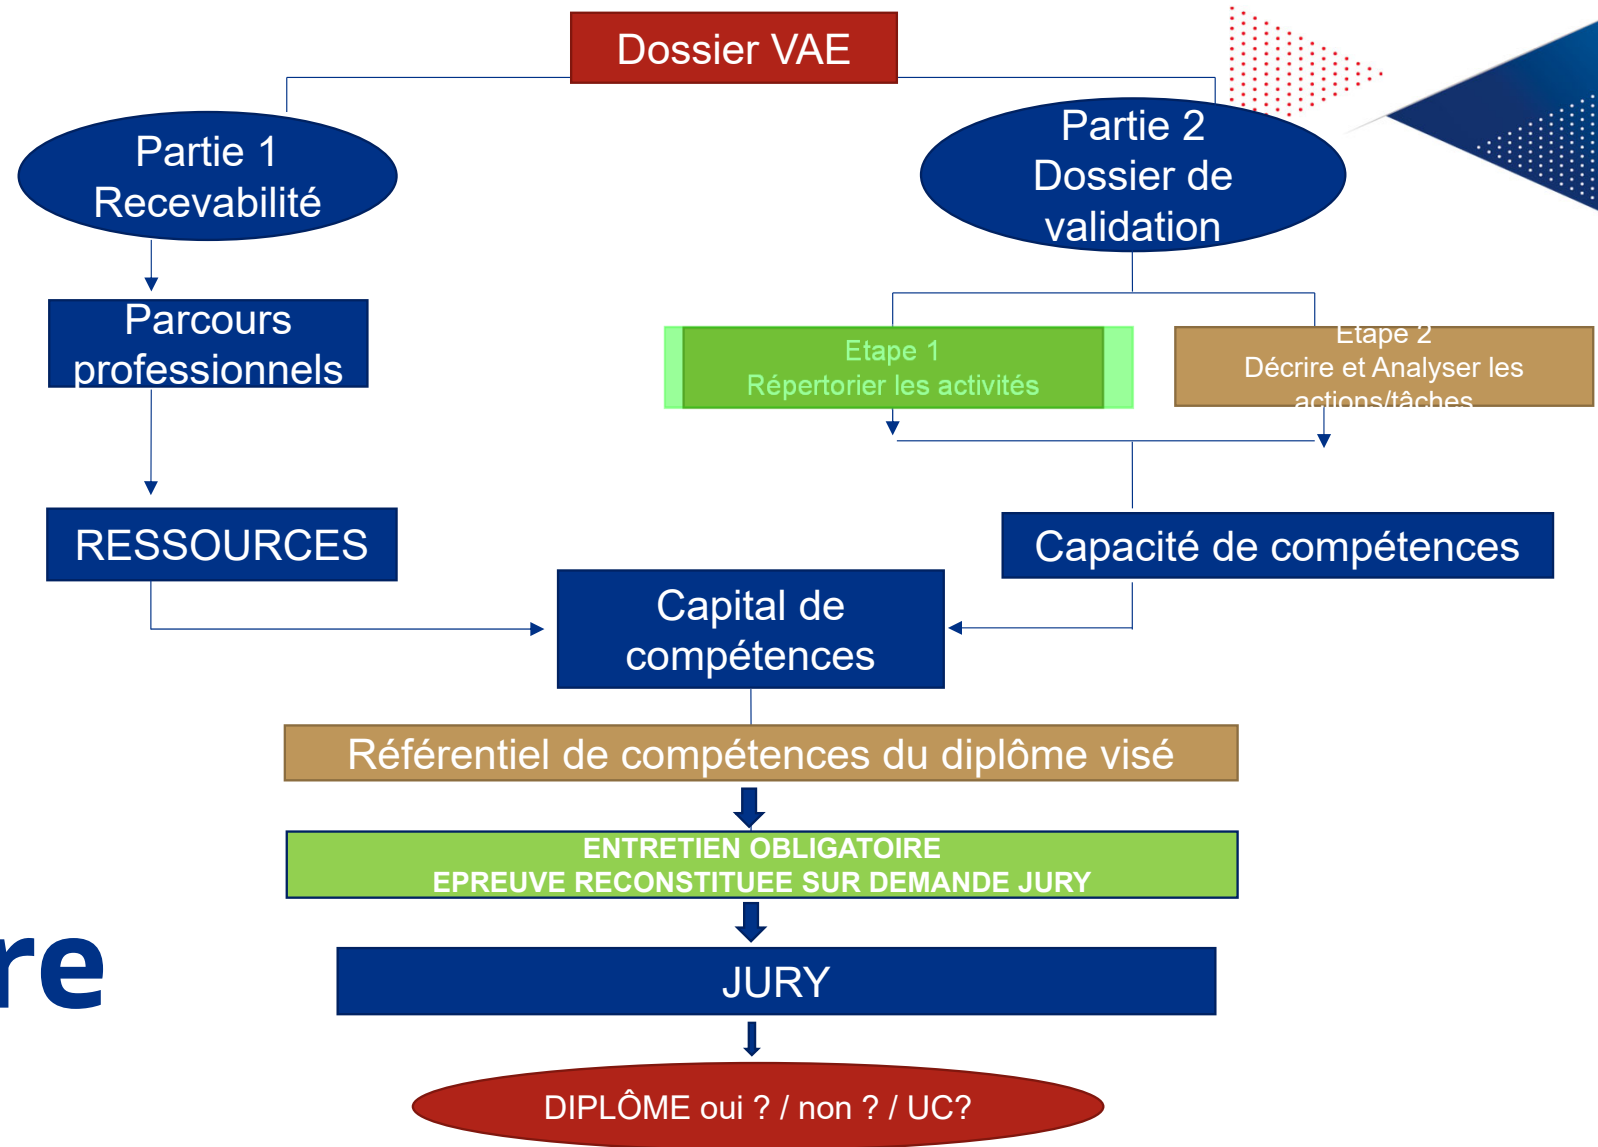 Dossier VAE
Partie 1
Recevabilité
Partie 2
Dossier de
validation
Parcours
professionnels
Etape 1
Répertorier les activités
Etape 2
Décrire et Analyser les
actions/tâches
RESSOURCES
Capacité de compétences
Capital de
compétences
Référentiel de compétences du diplôme visé
ENTRETIEN OBLIGATOIRE
EPREUVE RECONSTITUEE SUR DEMANDE JURY
re
JURY
DIPLÔME oui ? / non ? / UC?